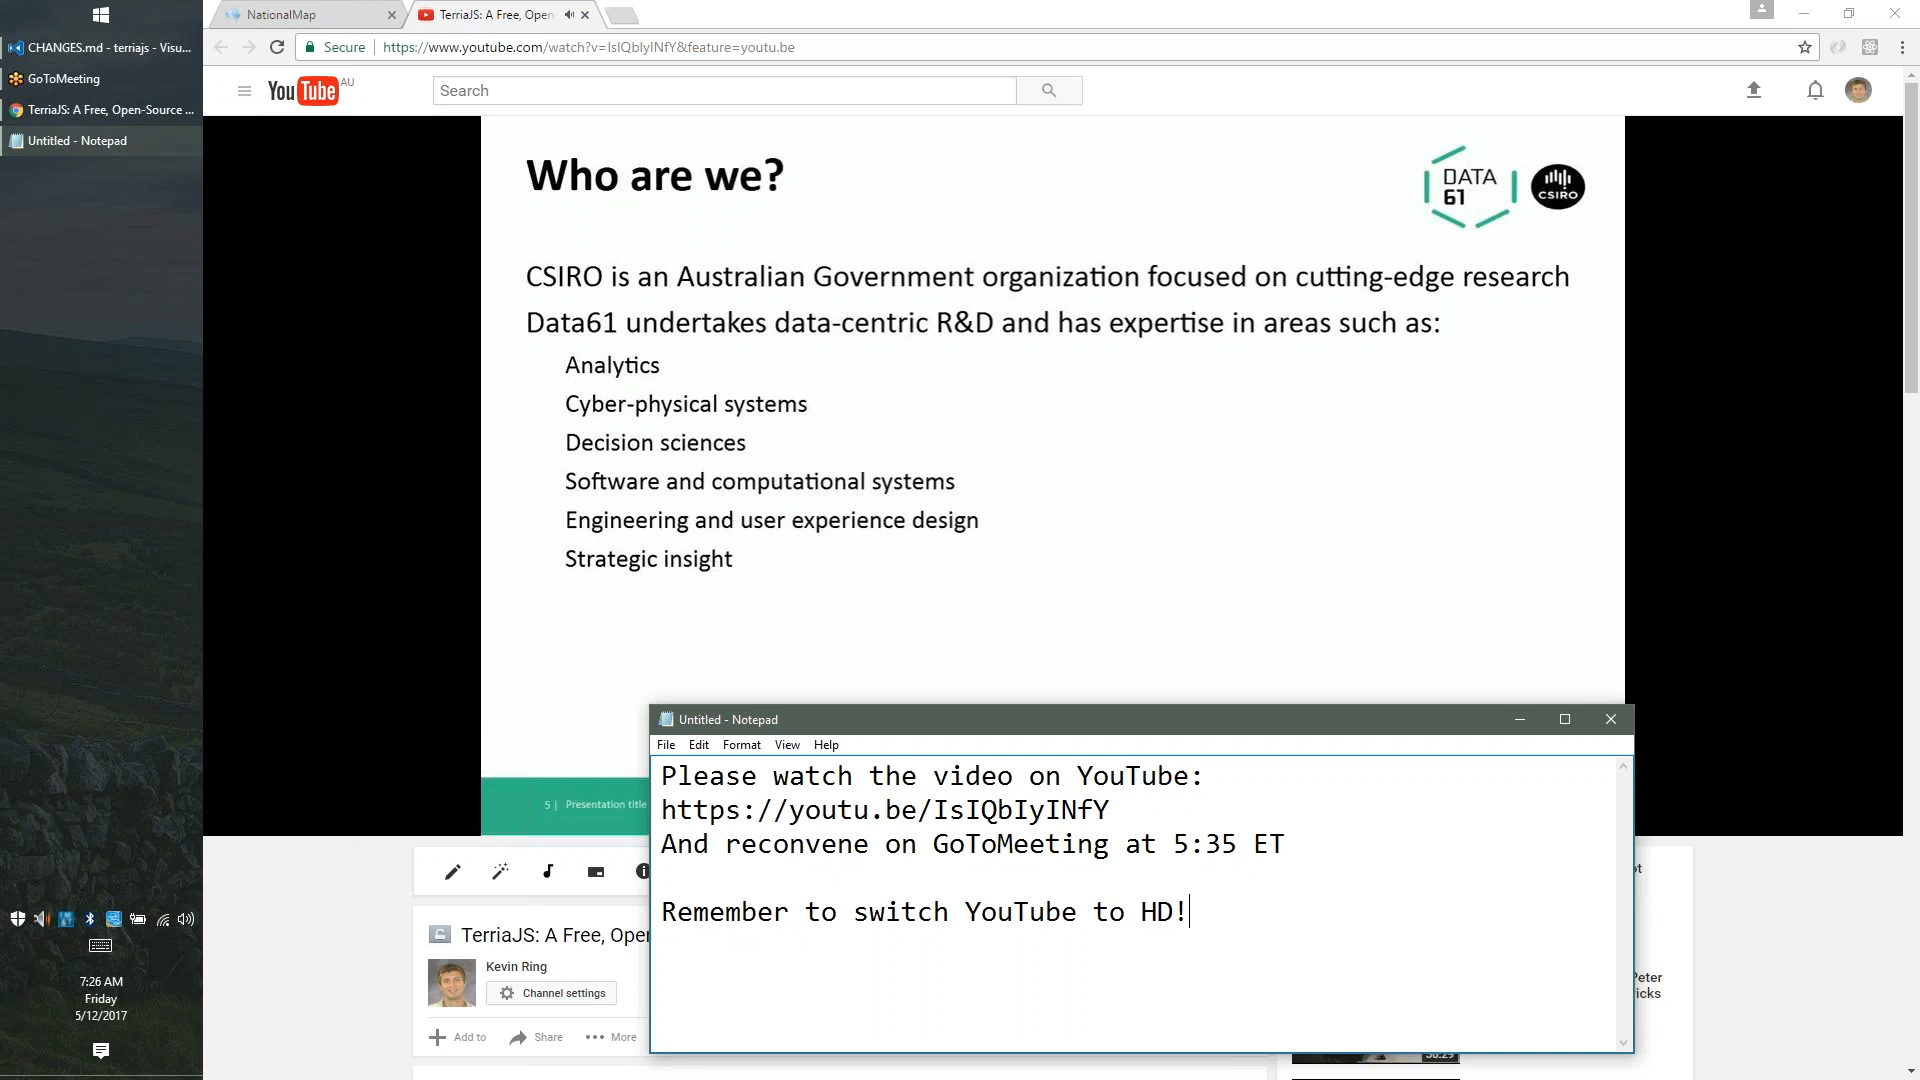 CHANGES.md - terriajs - Visu...
GoToMeeting
TerriaJS: A Free, Open-Source ...
Untitled - Notepad
7:26 AM
Friday
5/12/2017
NationalMap
TerriaJS: A Free, Open
Secure
https://www.youtube.com/watch?v=IsIQbIyINfY&feature=youtu.be
YouTube AU
Search
Who are we?
DATA
61
CSIRO
CSIRO is an Australian Government organization focused on cutting-edge research
Data61 undertakes data-centric R&D and has expertise in areas such as:
Analytics
Cyber-physical systems
Decision sciences
Software and computational systems
Engineering and user experience design
Strategic insight
5 | Presentation title
Untitled - Notepad
File Edit Format View Help
Please watch the video on YouTube:
https://youtu.be/IsIQbIyINfY
And reconvene on GoToMeeting at 5:35 ET
Remember to switch YouTube to HD!
TerriaJS: A Free, Oper
Kevin Ring
Channel settings
Add to
Share
More
Peter
icks